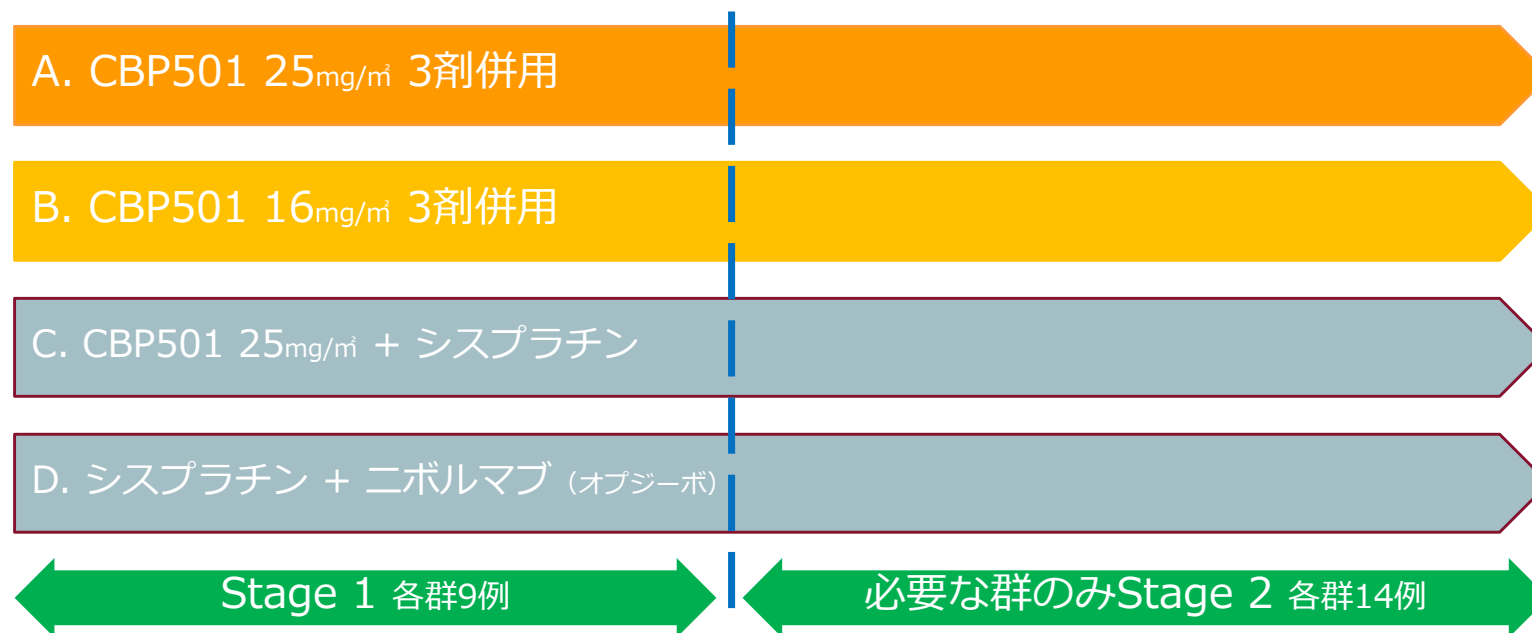 A. CBP501 25mg/㎡ 3剤併用
B. CBP501 16mg/㎡ 3剤併用
C. CBP501 25mg/㎡ + シスプラチン
D. シスプラチン + ニボルマブ（オプジーボ）
Stage 1 各群9例
必要な群のみStage 2 各群14例